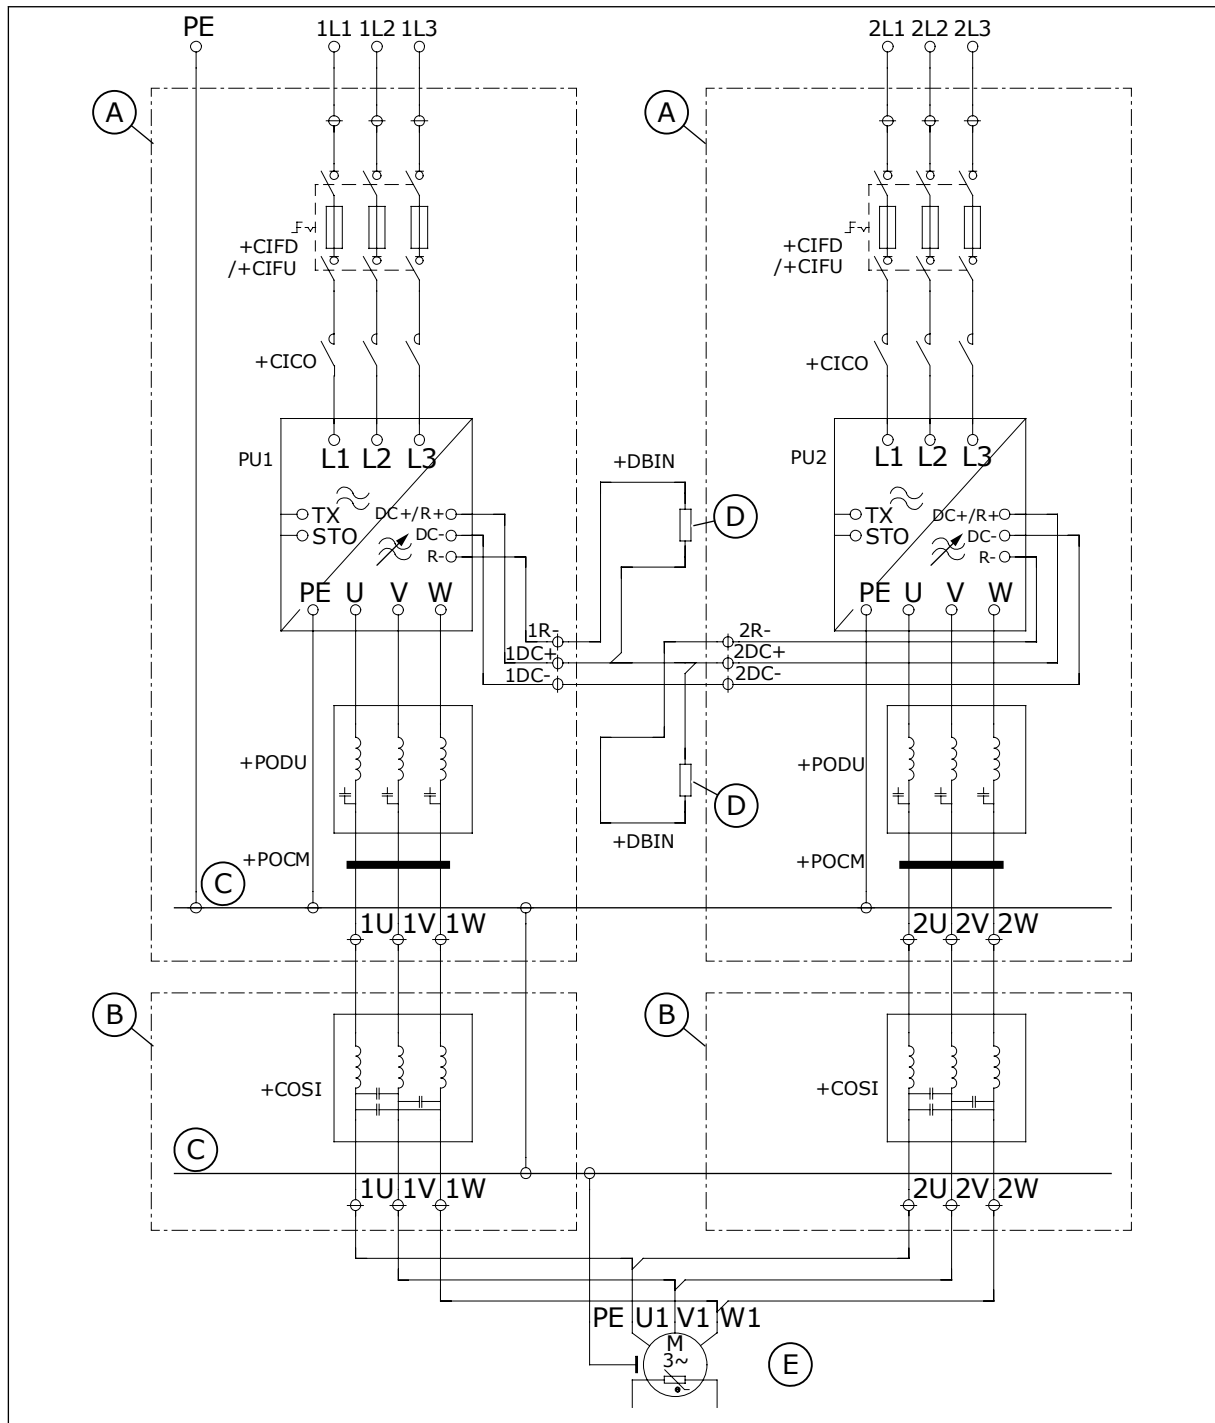 PE 1L1 1L2 1L3 2L1 2L2 2L3
A A
+CIFD
/+CIFU
+CIFD
/+CIFU
+CICO +CICO
PU1 L1 L2 L3
TX DC+/R+
STO DC-
R-
PE U V W
+DBIN
D
PU2 L1 L2 L3
TX DC+/R+
STO DC-
R-
PE U V W
1R- 2R-
1DC+ 2DC+
1DC- 2DC-
+PODU +PODU
D
+DBIN
+POCM +POCM
C
1U 1V 1W 2U 2V 2W
B B
+COSI +COSI
C
1U 1V 1W 2U 2V 2W
PE U1 V1 W1
M
3~
E